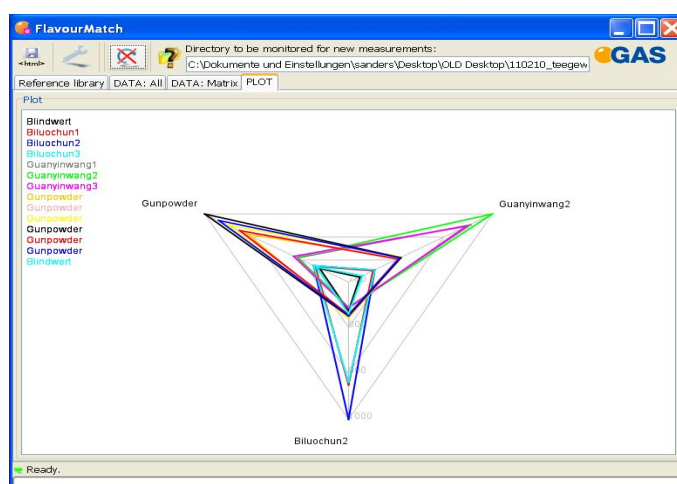 FlavourMatch
<html>
Directory to be monitored for new measurements:
C:\Dokumente und Einstellungen\sanders\Desktop\OLD Desktop\110210_teegew
GAS
Reference library
DATA: All
DATA: Matrix
PLOT
Plot
Blindwert
Biluochun1
Biluochun2
Biluochun3
Guanyinwang1
Guanyinwang2
Guanyinwang3
Gunpowder
Gunpowder
Gunpowder
Gunpowder
Gunpowder
Gunpowder
Blindwert
Gunpowder
Guanyinwang2
Biluochun2
Ready.